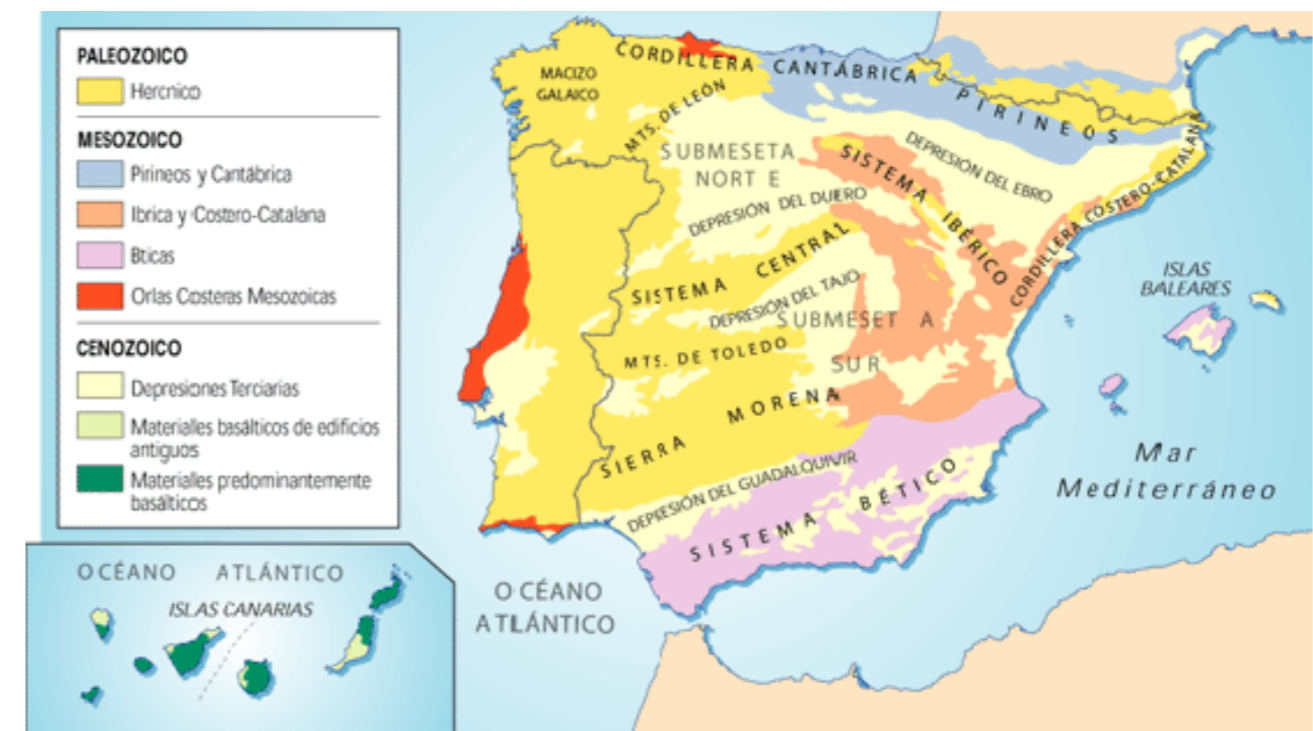 PALEOZOICO
Hercnico
MESOZOICO
Pirineos y Cantábrica
Ibrica y Costero-Catalana
Bticas
Orlas Costeras Mesozoicas
CENOZOICO
Depresiones Terciarias
Materialles basálticos de edificios
antiguos
Materialles predominantemente
basálticos
CORDILLERA CANTÁBRICA
MACIZO
GALAICO
MTS. DE LEÓN
PIRINEOS
SUBMESETA
NORT E
DEPRESIÓN DEL EBRO
SISTEMA IBÉRICO
DEPRESIÓN DEL DUERO
CORDILLERA COSTERO-CATALANA
SISTEMA CENTRAL
DEPRESIÓN DEL TAJO
ISLAS
BALEARES
SUBMESET A
SUR
MTS. DE TOLEDO
SIERRA MORENA
DEPRESIÓN DEL GUADALQUIVIR
SISTEMA BÉTICO
Mar
Mediterráneo
OCÉANO
ATLÁNTICO
OCÉANO ATLÁNTICO
ISLAS CANARIAS